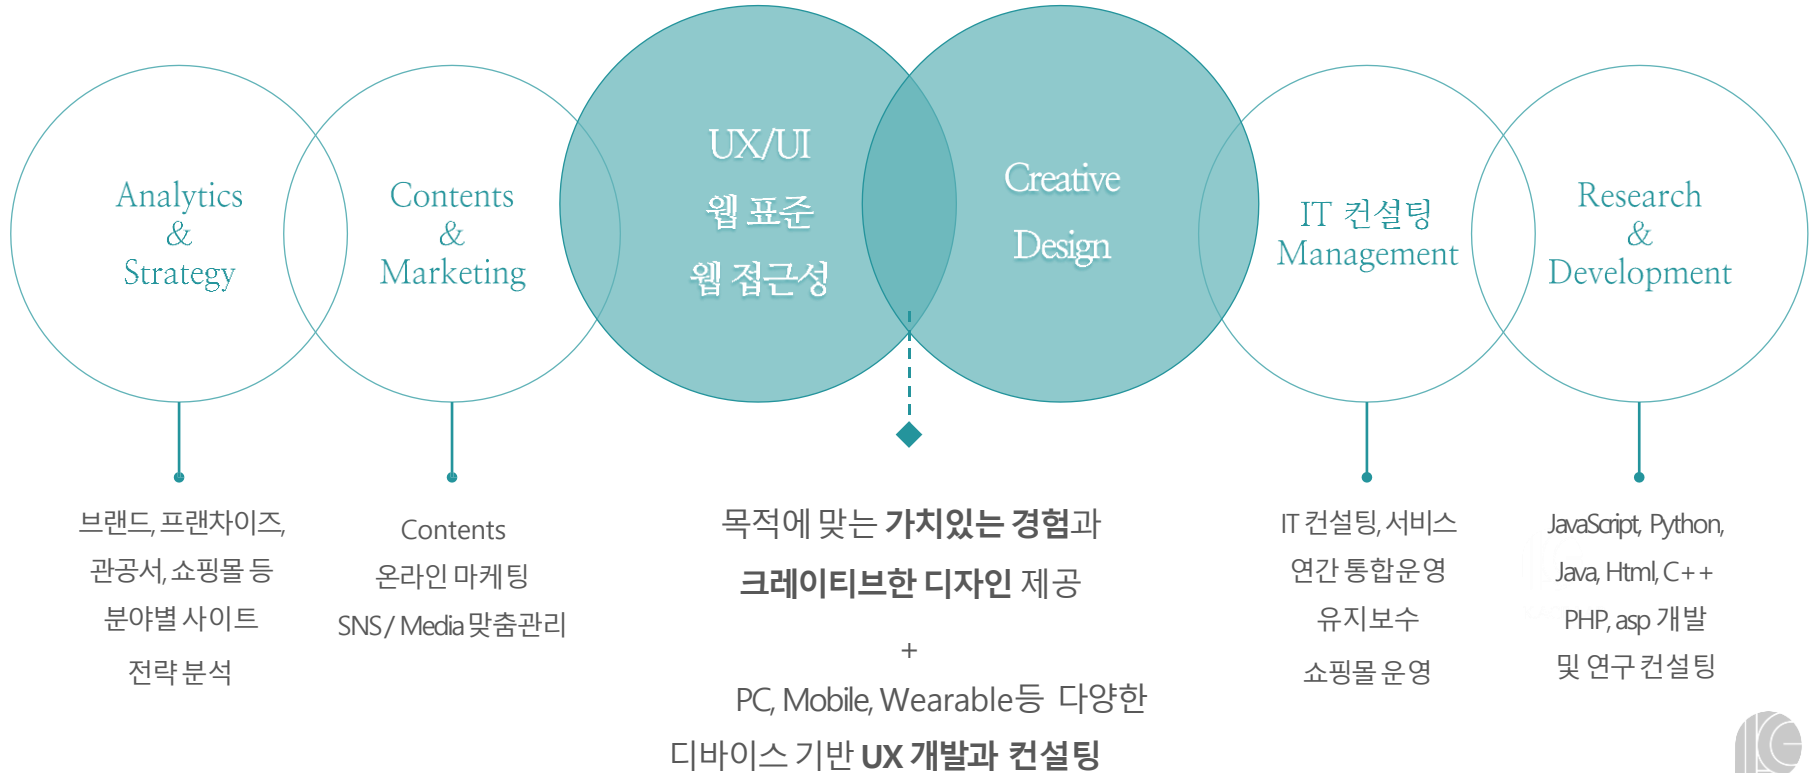 Analytics
&
Strategy
Contents
&
Marketing
UX/UI
웹 표준
웹 접근성
Creative
Design
IT 컨설팅
Management
Research
&
Development
브랜드, 프랜차이즈,
관공서, 쇼핑몰 등
분야별 사이트
전략 분석
Contents
온라인 마케팅
SNS / Media 맞춤관리
목적에 맞는 가치있는 경험과
크레이티브한 디자인 제공
+
PC, Mobile, Wearable등 다양한
디바이스 기반 UX 개발과 컨설팅
IT 컨설팅, 서비스
연간 통합운영
유지보수
쇼핑몰 운영
JavaScript, Python,
Java, Html, C++
PHP, asp 개발
및 연구 컨설팅